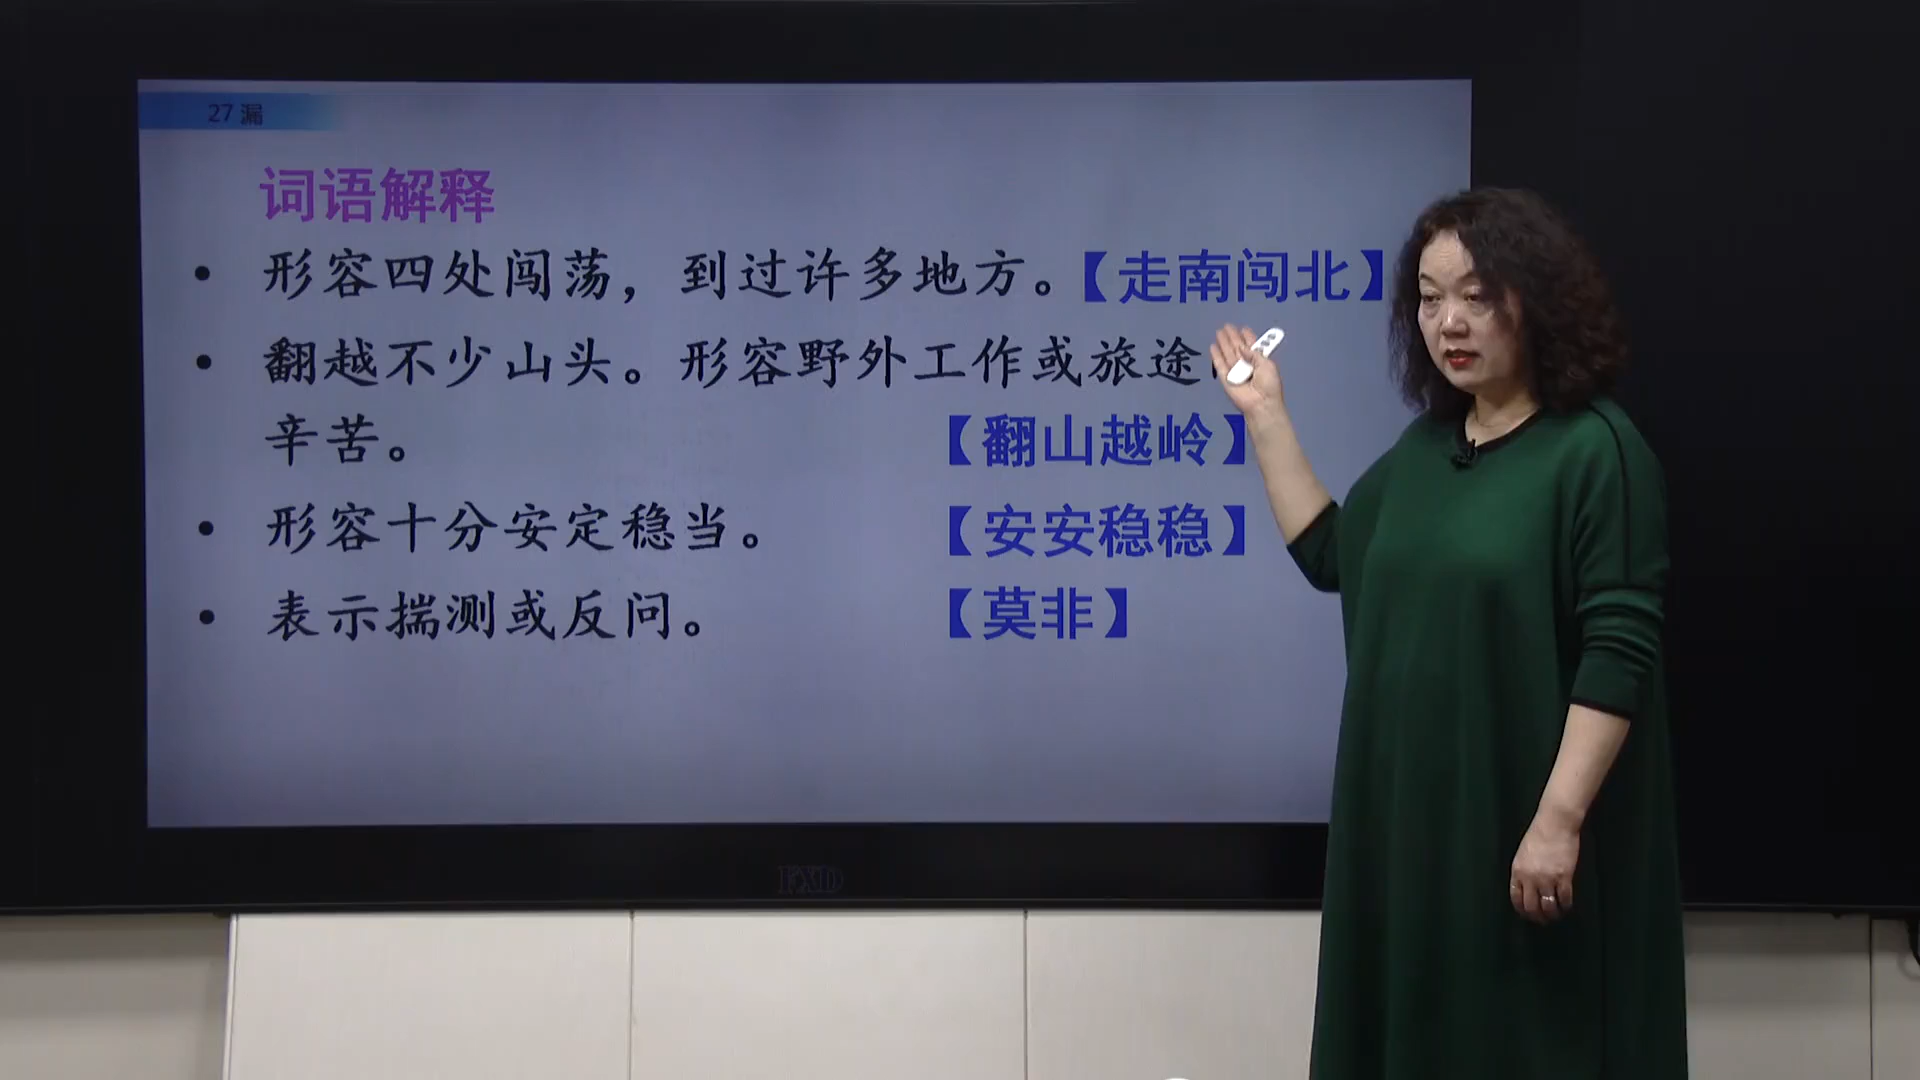 27 漏
词语解释
• 形容四处闯荡，到过许多地方。【走南闯北】
• 翻越不少山头。形容野外工作或旅途
辛苦。 【翻山越岭】
• 形容十分安定稳当。 【安安稳稳】
• 表示揣测或反问。 【莫非】
FXD